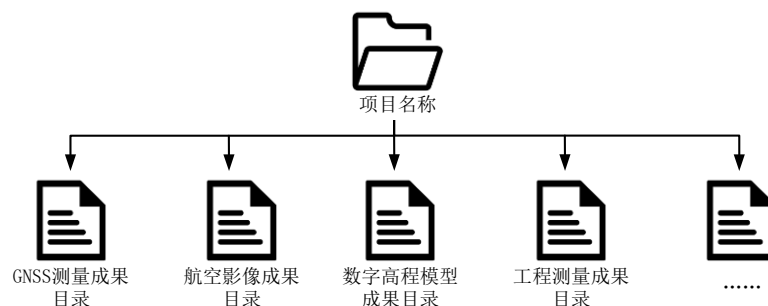 项目名称
GNSS测量成果
目录
航空影像成果
目录
数字高程模型
成果目录
工程测量成果
目录
……